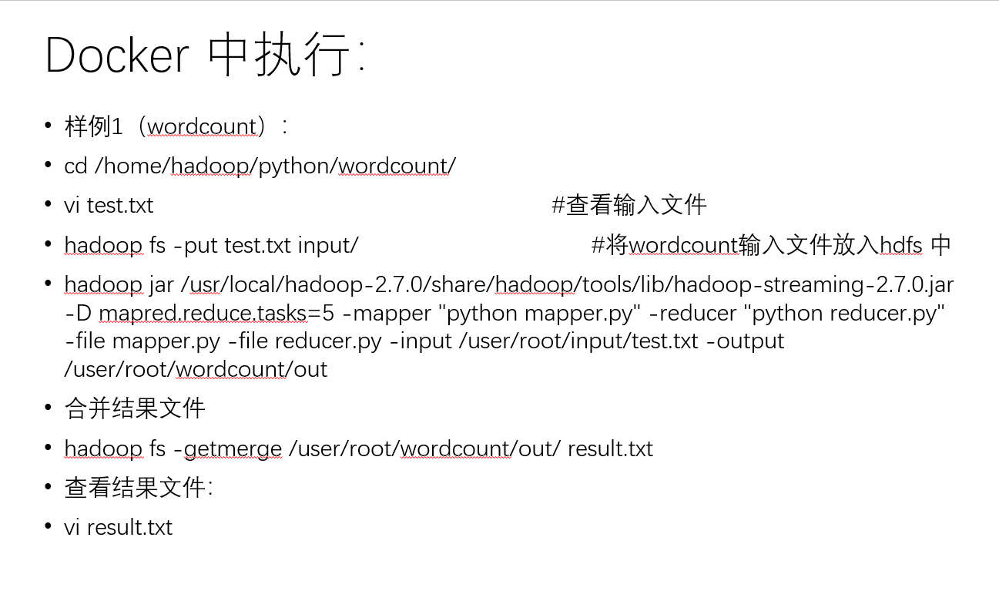 Docker 中执行：
• 样例1（wordcount）：
• cd /home/hadoop/python/wordcount/
• vi test.txt #查看输入文件
• hadoop fs -put test.txt input/ #将wordcount输入文件放入hdfs 中
• hadoop jar /usr/local/hadoop-2.7.0/share/hadoop/tools/lib/hadoop-streaming-2.7.0.jar
-D mapred.reduce.tasks=5 -mapper "python mapper.py" -reducer "python reducer.py"
-file mapper.py -file reducer.py -input /user/root/input/test.txt -output
/user/root/wordcount/out
• 合并结果文件
• hadoop fs -getmerge /user/root/wordcount/out/ result.txt
• 查看结果文件：
• vi result.txt